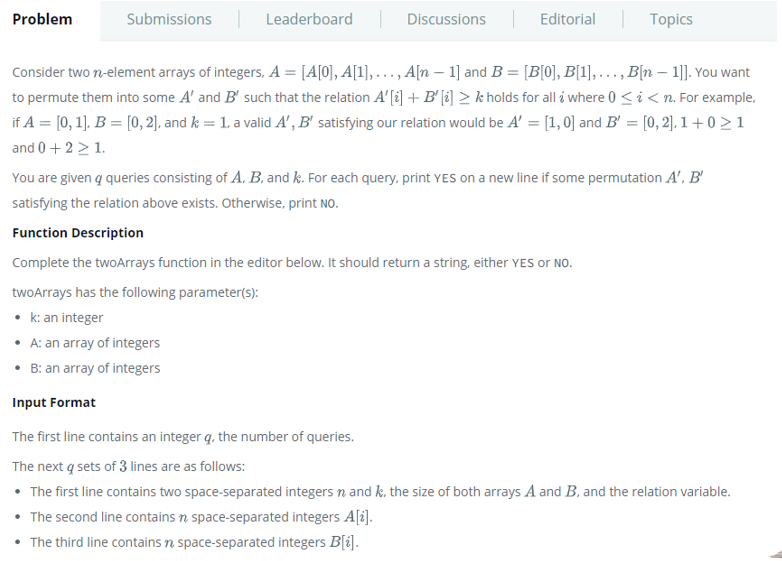 Problem Submissions Leaderboard Discussions Editorial Topics
Consider two n-element arrays of integers, A = [A[0], A[1], . . . , A[n − 1] and B = [B[0], B[1], . . . , B[n − 1]]. You want
to permute them into some A′ and B′ such that the relation A′[i] + B′[i] ≥ k holds for all i where 0 ≤ i < n. For example,
if A = [0, 1], B = [0, 2], and k = 1, a valid A′, B′ satisfying our relation would be A′ = [1, 0] and B′ = [0, 2], 1 + 0 ≥ 1
and 0 + 2 ≥ 1.
You are given q queries consisting of A, B, and k. For each query, print YES on a new line if some permutation A′, B′
satisfying the relation above exists. Otherwise, print NO.
Function Description
Complete the twoArrays function in the editor below. It should return a string, either YES or NO.
twoArrays has the following parameter(s):
• k: an integer
• A: an array of integers
• B: an array of integers
Input Format
The first line contains an integer q, the number of queries.
The next q sets of 3 lines are as follows:
• The first line contains two space-separated integers n and k, the size of both arrays A and B, and the relation variable.
• The second line contains n space-separated integers A[i].
• The third line contains n space-separated integers B[i].